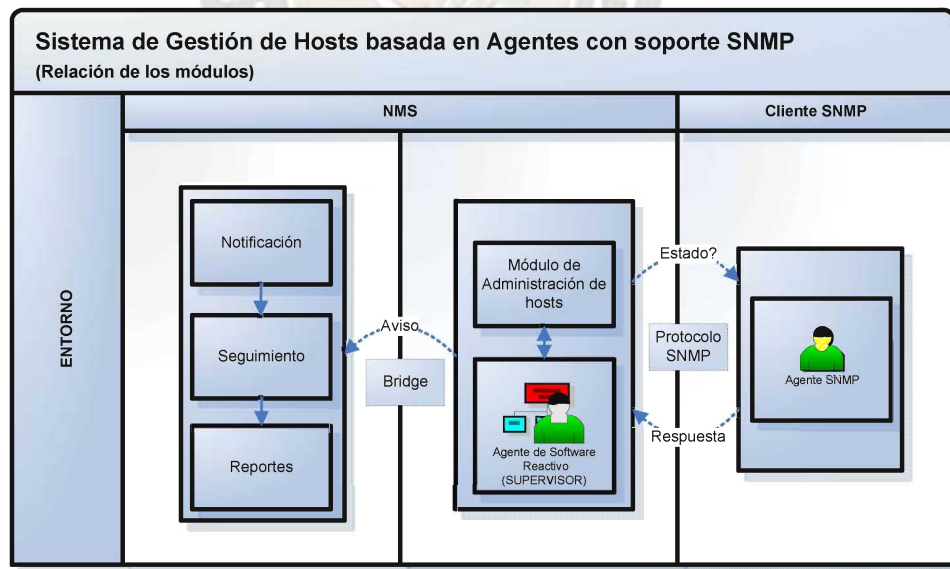 Sistema de Gestión de Hosts basada en Agentes con soporte SNMP
(Relación de los módulos)
NMS
Cliente SNMP
ENTORNO
Notificación
Seguimiento
Reportes
Aviso
Bridge
Módulo de
Administración de
hosts
Agente de Software
Reactivo
(SUPERVISOR)
Estado?
Protocolo
SNMP
Respuesta
Agente SNMP